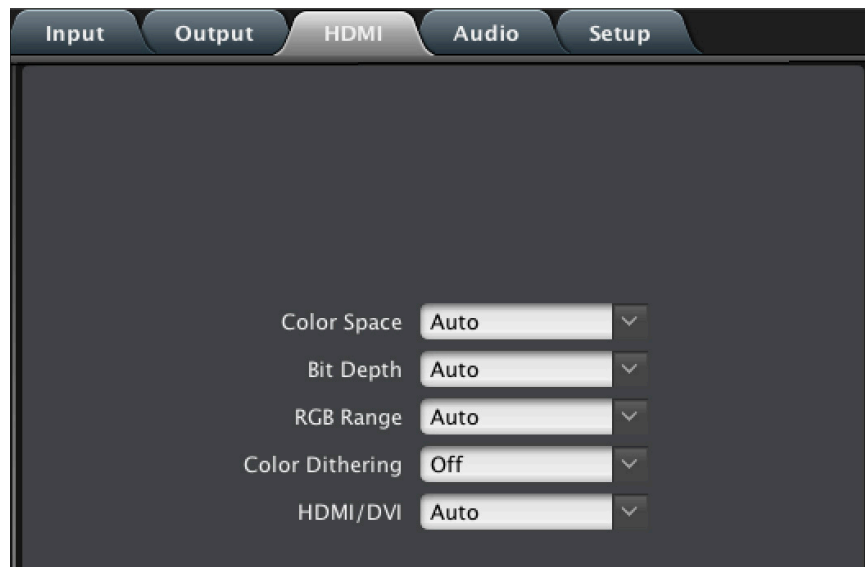 Input Output HDMI Audio Setup
Color Space Auto
Bit Depth Auto
RGB Range Auto
Color Dithering Off
HDMI/DVI Auto